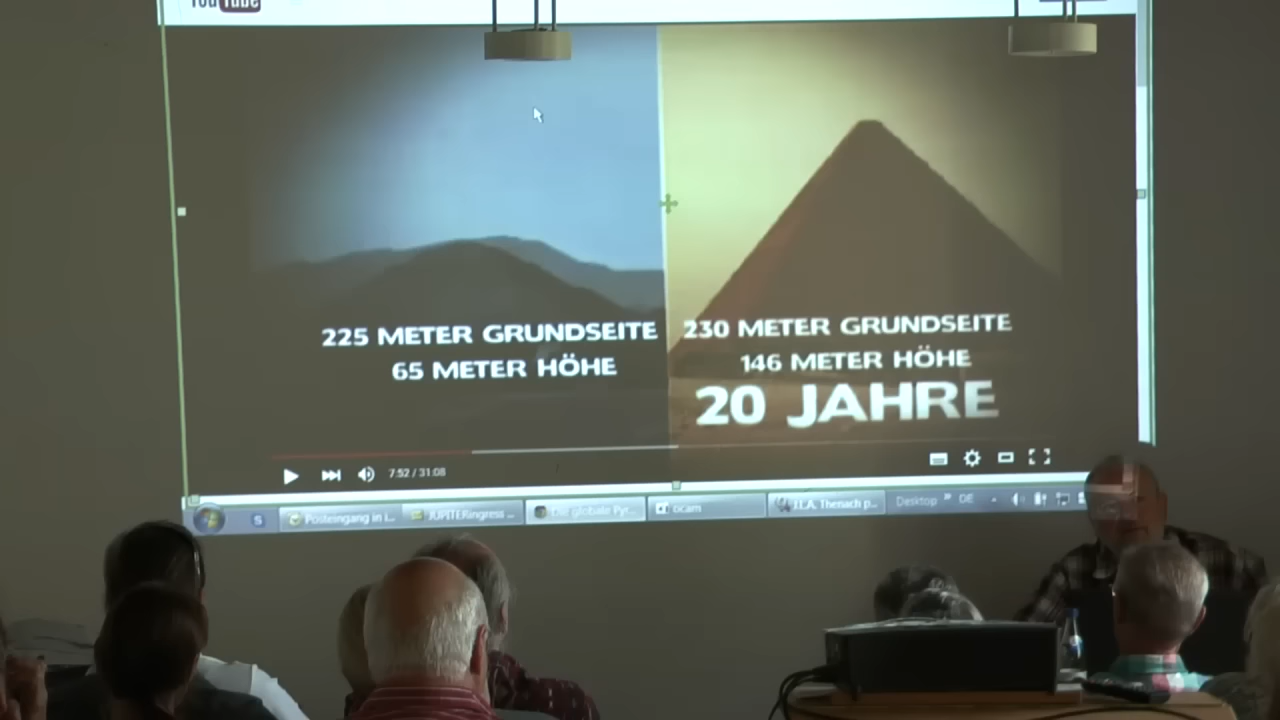 YouTube
225 METER GRUNDSEITE
65 METER HÖHE
230 METER GRUNDSEITE
146 METER HÖHE
20 JAHRE
7:52 / 31:08
S
Posteingang in
JUPITERingress ...
Die globale Pyr...
ocam
I.L.A. Thenach p...
Desktop
DE